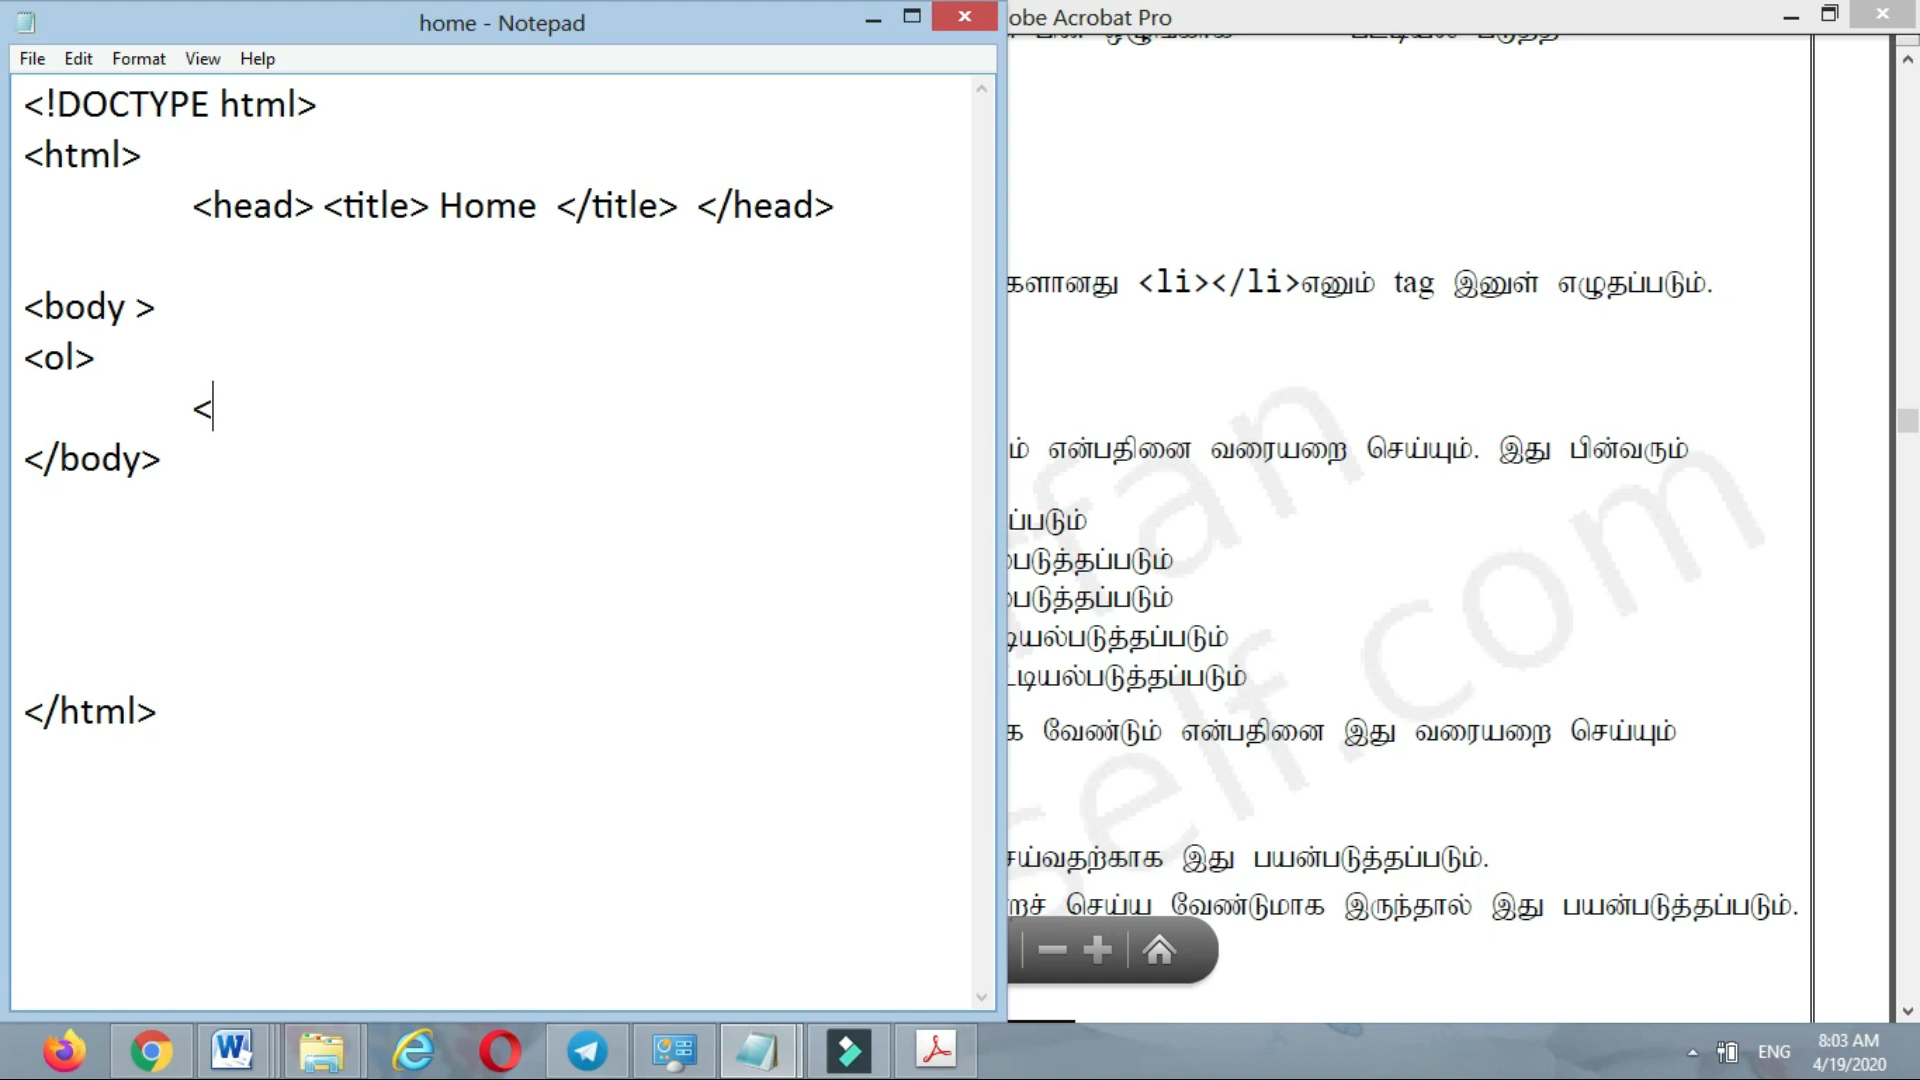 home - Notepad
File Edit Format View Help
<!DOCTYPE html>
<html>
<head> <title> Home </title> </head>
<body >
<ol>
<
</body>
</html>
obe Acrobat Pro
களானது <li></li>எனும் tag இனுள் எழுதப்படும்.
ம் என்பதினை வரையறை செய்யும். இது பின்வரும்
ப்படும்
படுத்தப்படும்
படுத்தப்படும்
டியல்படுத்தப்படும்
ட்டியல்படுத்தப்படும்
க வேண்டும் என்பதினை இது வரையறை செய்யும்
சய்வதற்காக இது பயன்படுத்தப்படும்.
றச் செய்ய வேண்டுமாக இருந்தால் இது பயன்படுத்தப்படும்.
ffan
self.com
ENG
8:03 AM
4/19/2020